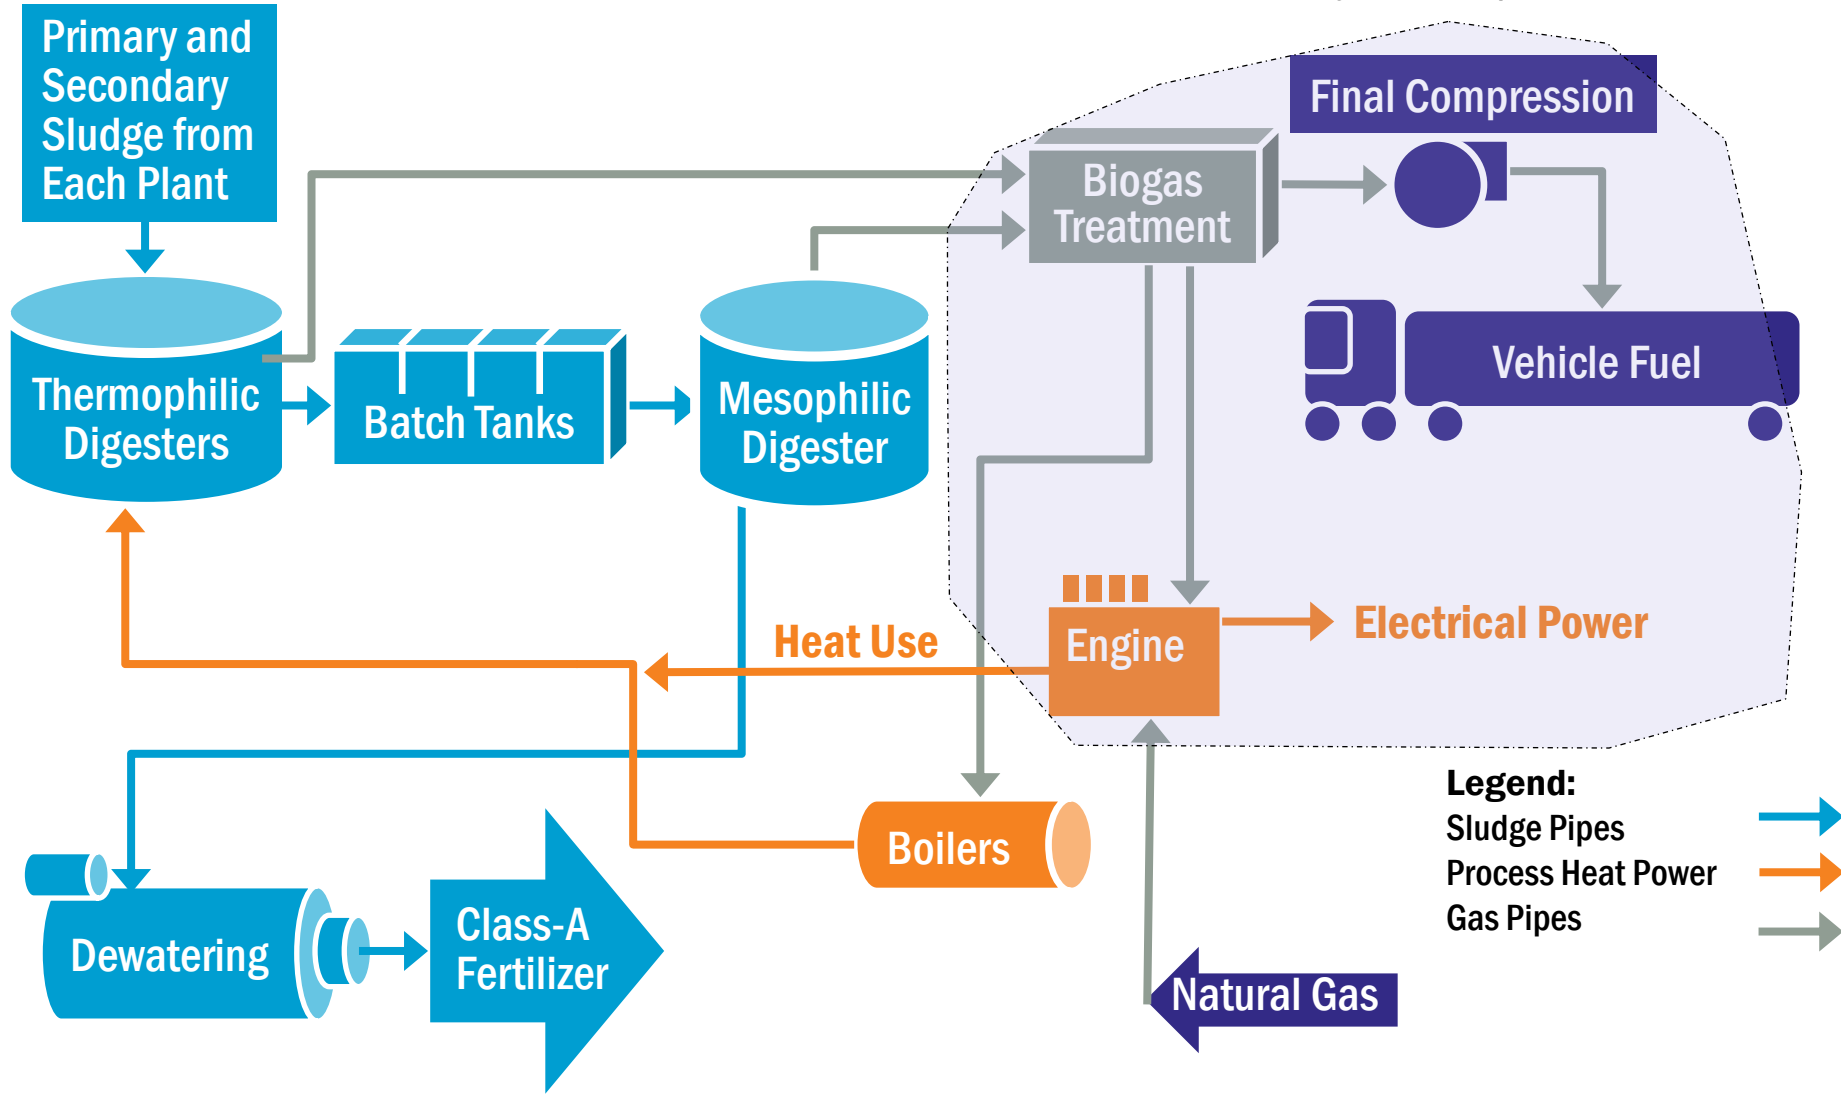 Primary and
Secondary
Sludge from
Each Plant
Final Compression
Biogas
Treatment
Thermophilic
Digesters
Batch Tanks
Mesophilic
Digester
Vehicle Fuel
Heat Use
Engine
Electrical Power
Boilers
Dewatering
Class-A
Fertilizer
Natural Gas
Legend:
Sludge Pipes
Process Heat Power
Gas Pipes